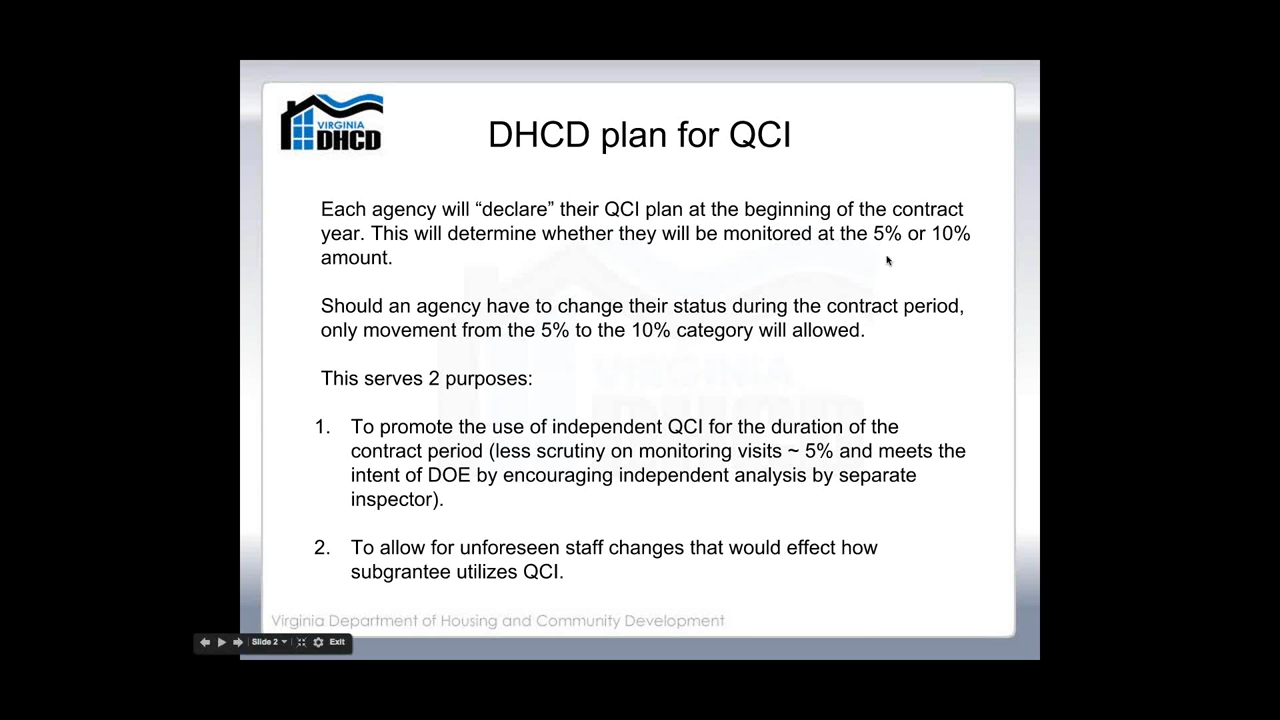 VIRGINIA
DHCD
DHCD plan for QCI
Each agency will “declare” their QCI plan at the beginning of the contract
year. This will determine whether they will be monitored at the 5% or 10%
amount.
Should an agency have to change their status during the contract period,
only movement from the 5% to the 10% category will allowed.
This serves 2 purposes:
1. To promote the use of independent QCI for the duration of the
contract period (less scrutiny on monitoring visits ~ 5% and meets the
intent of DOE by encouraging independent analysis by separate
inspector).
2. To allow for unforeseen staff changes that would effect how
subgrantee utilizes QCI.
Virginia Department of Housing and Community Development
Slide 2 Exit